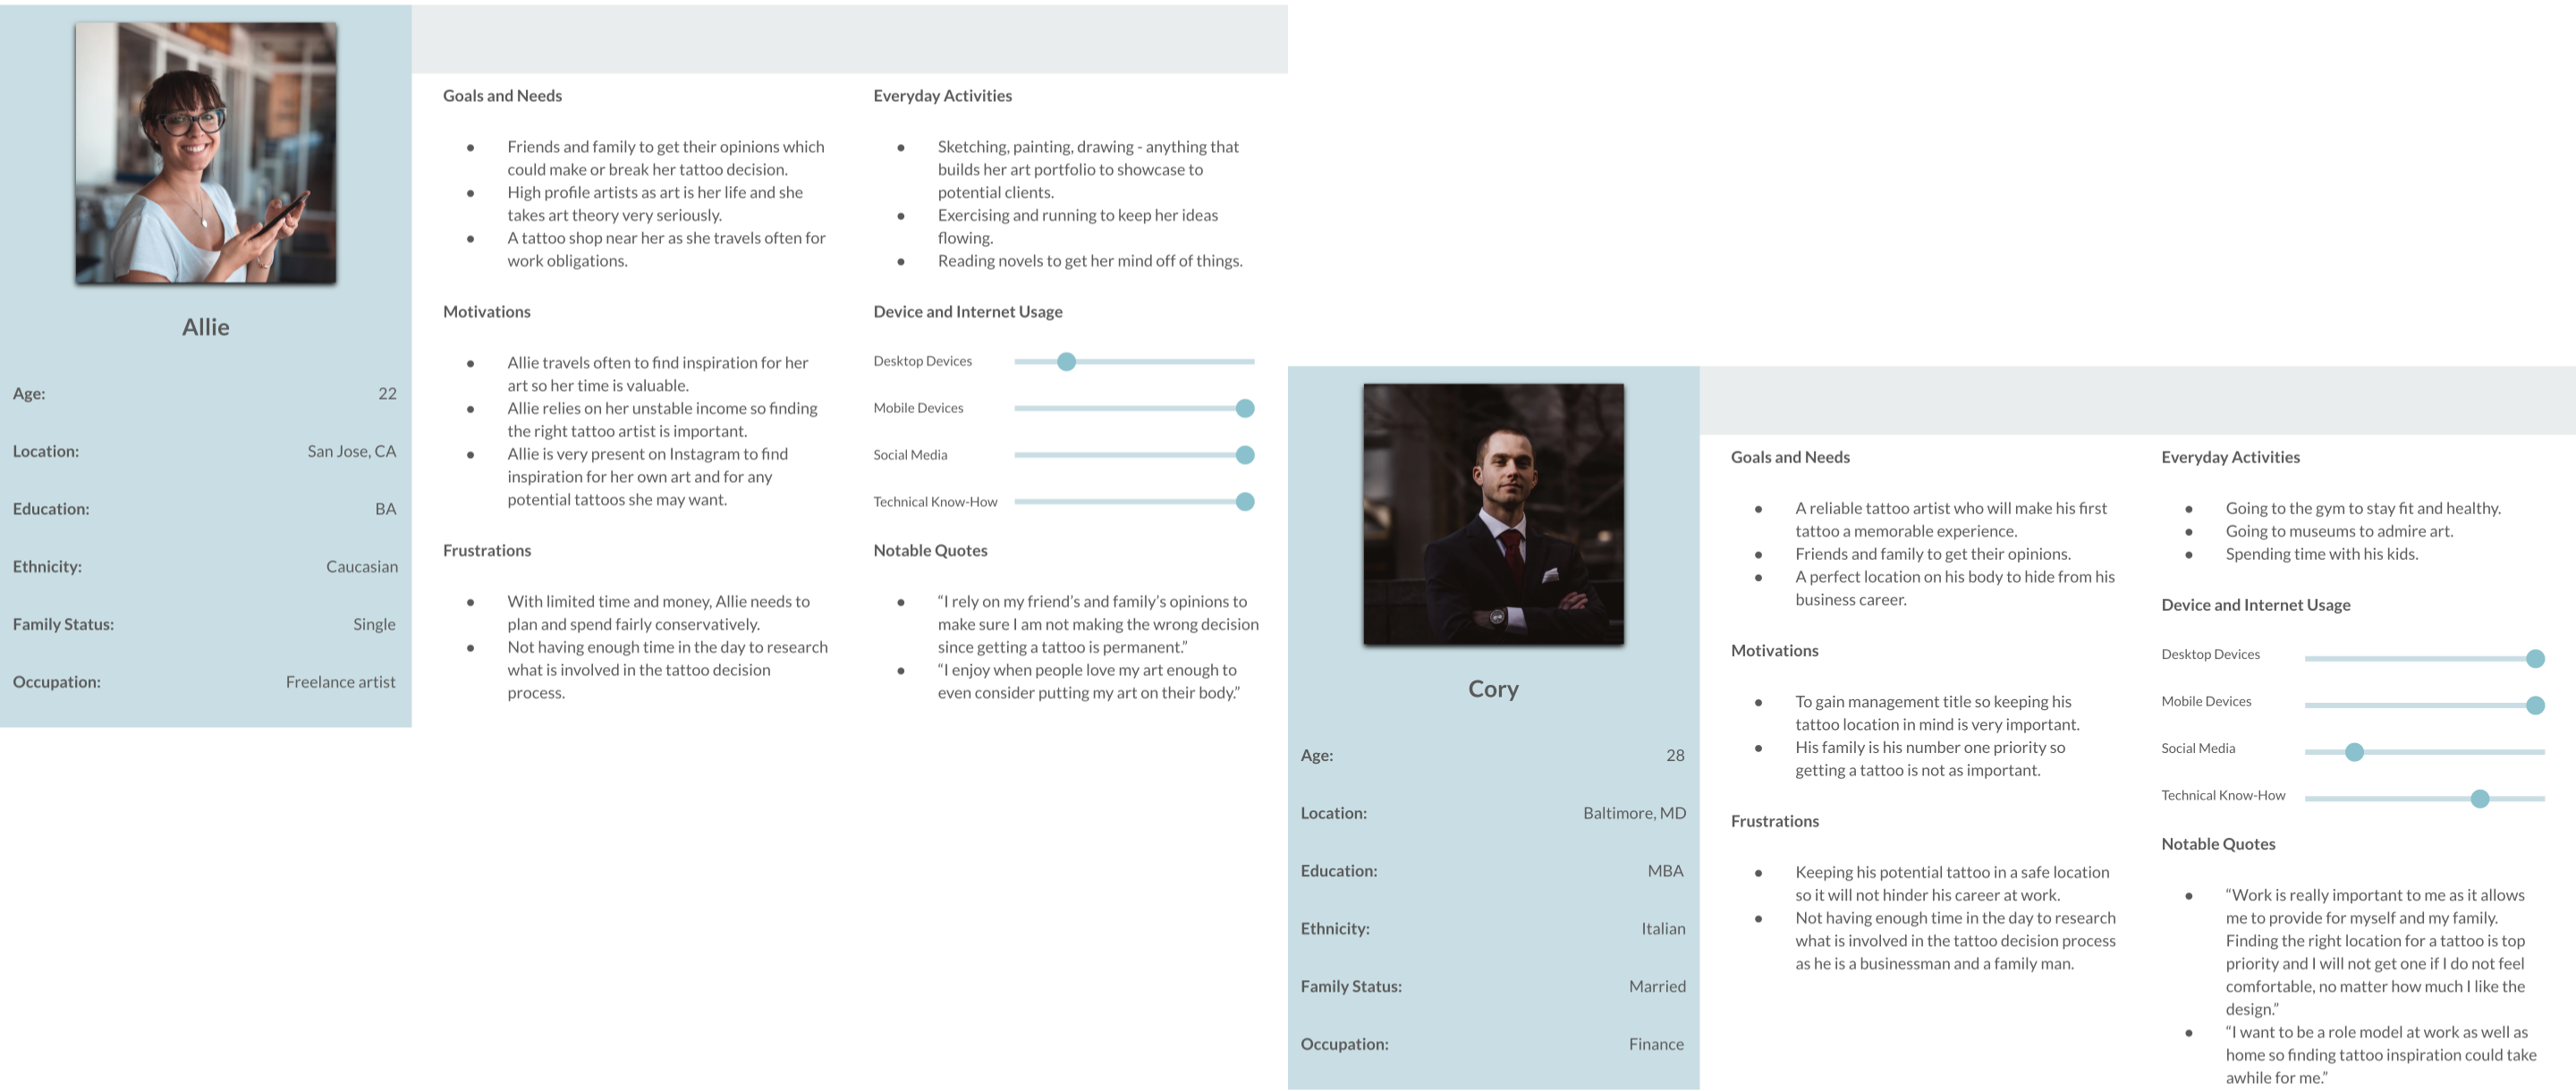 Allie
Age: 22
Location: San Jose, CA
Education: BA
Ethnicity: Caucasian
Family Status: Single
Occupation: Freelance artist
Goals and Needs
● Friends and family to get their opinions which
could make or break her tattoo decision.
● High profile artists as art is her life and she
takes art theory very seriously.
● A tattoo shop near her as she travels often for
work obligations.
Motivations
● Allie travels often to find inspiration for her
art so her time is valuable.
● Allie relies on her unstable income so finding
the right tattoo artist is important.
● Allie is very present on Instagram to find
inspiration for her own art and for any
potential tattoos she may want.
Frustrations
● With limited time and money, Allie needs to
plan and spend fairly conservatively.
● Not having enough time in the day to research
what is involved in the tattoo decision
process.
Everyday Activities
● Sketching, painting, drawing - anything that
builds her art portfolio to showcase to
potential clients.
● Exercising and running to keep her ideas
flowing.
● Reading novels to get her mind off of things.
Device and Internet Usage
Desktop Devices
Mobile Devices
Social Media
Technical Know-How
Notable Quotes
● “I rely on my friend’s and family’s opinions to
make sure I am not making the wrong decision
since getting a tattoo is permanent.”
● “I enjoy when people love my art enough to
even consider putting my art on their body.”
Cory
Age: 28
Location: Baltimore, MD
Education: MBA
Ethnicity: Italian
Family Status: Married
Occupation: Finance
Goals and Needs
● A reliable tattoo artist who will make his first
tattoo a memorable experience.
● Friends and family to get their opinions.
● A perfect location on his body to hide from his
business career.
Motivations
● To gain management title so keeping his
tattoo location in mind is very important.
● His family is his number one priority so
getting a tattoo is not as important.
Frustrations
● Keeping his potential tattoo in a safe location
so it will not hinder his career at work.
● Not having enough time in the day to research
what is involved in the tattoo decision process
as he is a businessman and a family man.
Everyday Activities
● Going to the gym to stay fit and healthy.
● Going to museums to admire art.
● Spending time with his kids.
Device and Internet Usage
Desktop Devices
Mobile Devices
Social Media
Technical Know-How
Notable Quotes
● “Work is really important to me as it allows
me to provide for myself and my family.
Finding the right location for a tattoo is top
priority and I will not get one if I do not feel
comfortable, no matter how much I like the
design.”
● “I want to be a role model at work as well as
home so finding tattoo inspiration could take
awhile for me.”